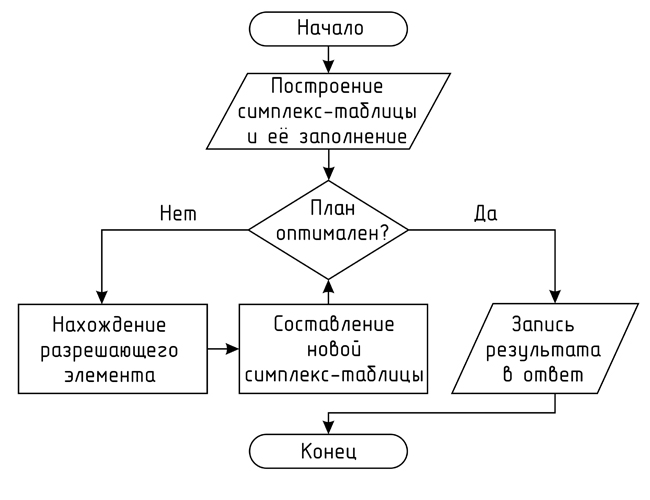 Начало
Построение
симплекс-таблицы
и её заполнение
План
оптимален?
Нет
Да
Нахождение
разрешающего
элемента
Составление
новой
симплекс-таблицы
Запись
результата
в ответ
Конец